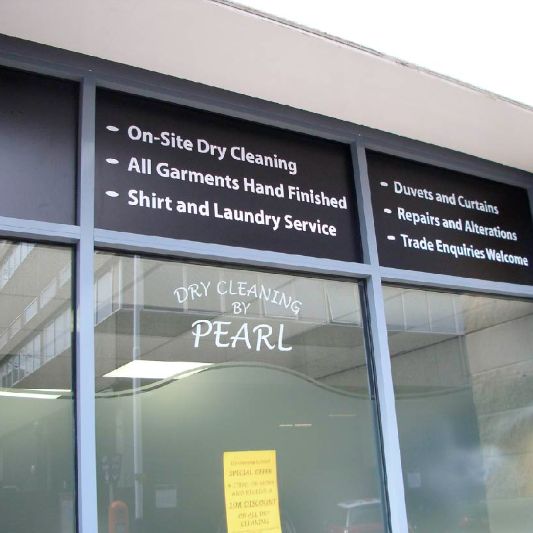 On-Site Dry Cleaning
All Garments Hand Finished
Shirt and Laundry Service
Duvets and Curtains
Repairs and Alterations
Trade Enquiries Welcome
DRY CLEANING
BY
PEARL
SPECIAL OFFER
DISCOUNT
CLEANING